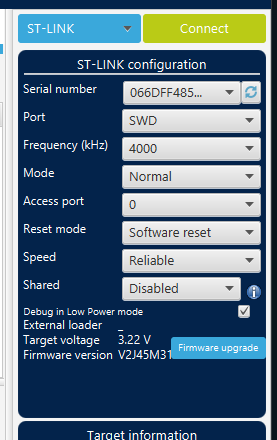 ST-LINK Connect
ST-LINK configuration
Serial number 066DFF485...
Port SWD
Frequency (kHz) 4000
Mode Normal
Access port 0
Reset mode Software reset
Speed Reliable
Shared Disabled
Debug in Low Power mode
External loader _
Target voltage 3.22 V
Firmware version V2J45M31
Firmware upgrade
Target information